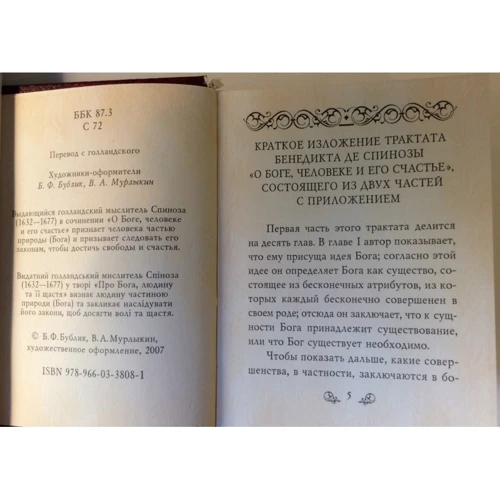 ББК 87.3
С 72
Перевод с голландского
Художники-оформители
Б. Ф. Бублик, В. А. Мурлыкин
Выдающийся голландский мыслитель Спиноза
(1632—1677) в сочинении «О Боге, человеке
и его счастье» признает человека частью
природы (Бога) и призывает следовать его
законам, чтобы достичь свободы и счастья.
Видатний голландський мислитель Спіноза
(1632—1677) у творі «Про Бога, людину
та її щастя» визнає людину частиною
природи (Бога) та закликає наслідувати
його закони, щоб досягти волі та щастя.
© Б. Ф. Бублик, В. А. Мурлыкин,
художественное оформление, 2007
ISBN 978-966-03-3808-1
КРАТКОЕ ИЗЛОЖЕНИЕ ТРАКТАТА
БЕНЕДИКТА ДЕ СПИНОЗЫ
«О БОГЕ, ЧЕЛОВЕКЕ И ЕГО СЧАСТЬЕ»,
СОСТОЯЩЕГО ИЗ ДВУХ ЧАСТЕЙ
С ПРИЛОЖЕНИЕМ
Первая часть этого трактата делится
на десять глав. В главе I автор показывает,
что ему присуща идея Бога; согласно этой
идее он определяет Бога как существо, со-
стоящее из бесконечных атрибутов, из ко-
торых каждый бесконечно совершенен
в своем роде; отсюда он заключает, что к су-
щности Бога принадлежит существование,
или что Бог существует необходимо.
Чтобы показать дальше, какие совер-
шенства, в частности, заключаются в бо-
5